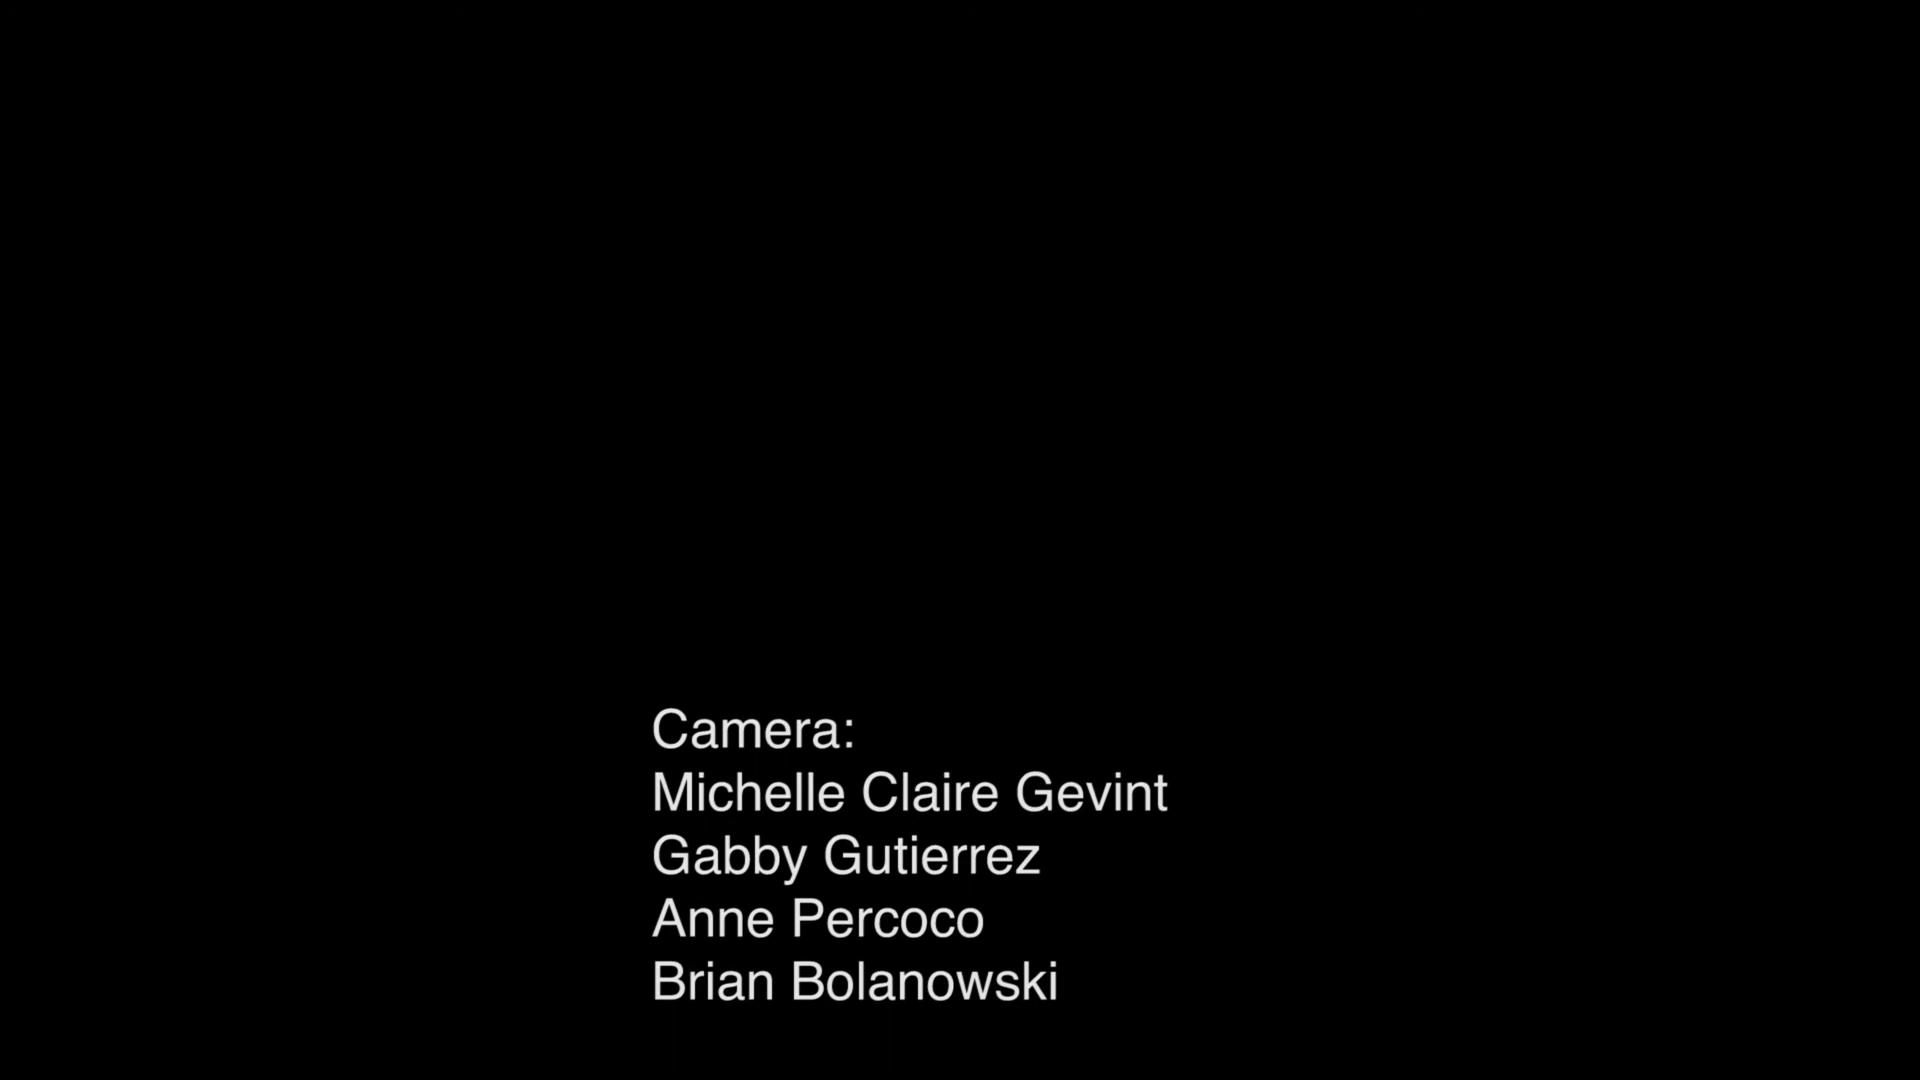 Camera:
Michelle Claire Gevint
Gabby Gutierrez
Anne Percoco
Brian Bolanowski